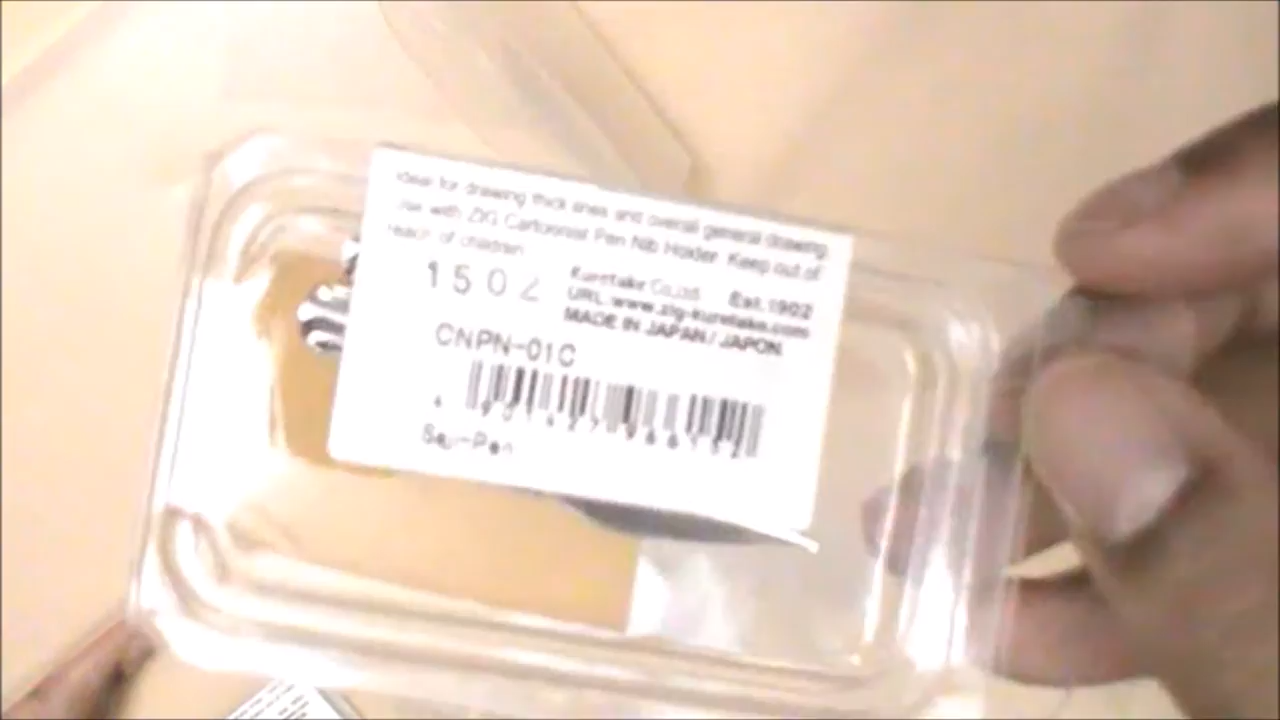 Ideal for drawing thick lines and overall general drawing.
Use with ZIG Cartoonist Pen Nib Holder. Keep out of
reach of children.
1502
Kuretake Co.,Ltd. Est.1902
URL:www.zig-kuretake.com
MADE IN JAPAN / JAPON
CNPN-01C